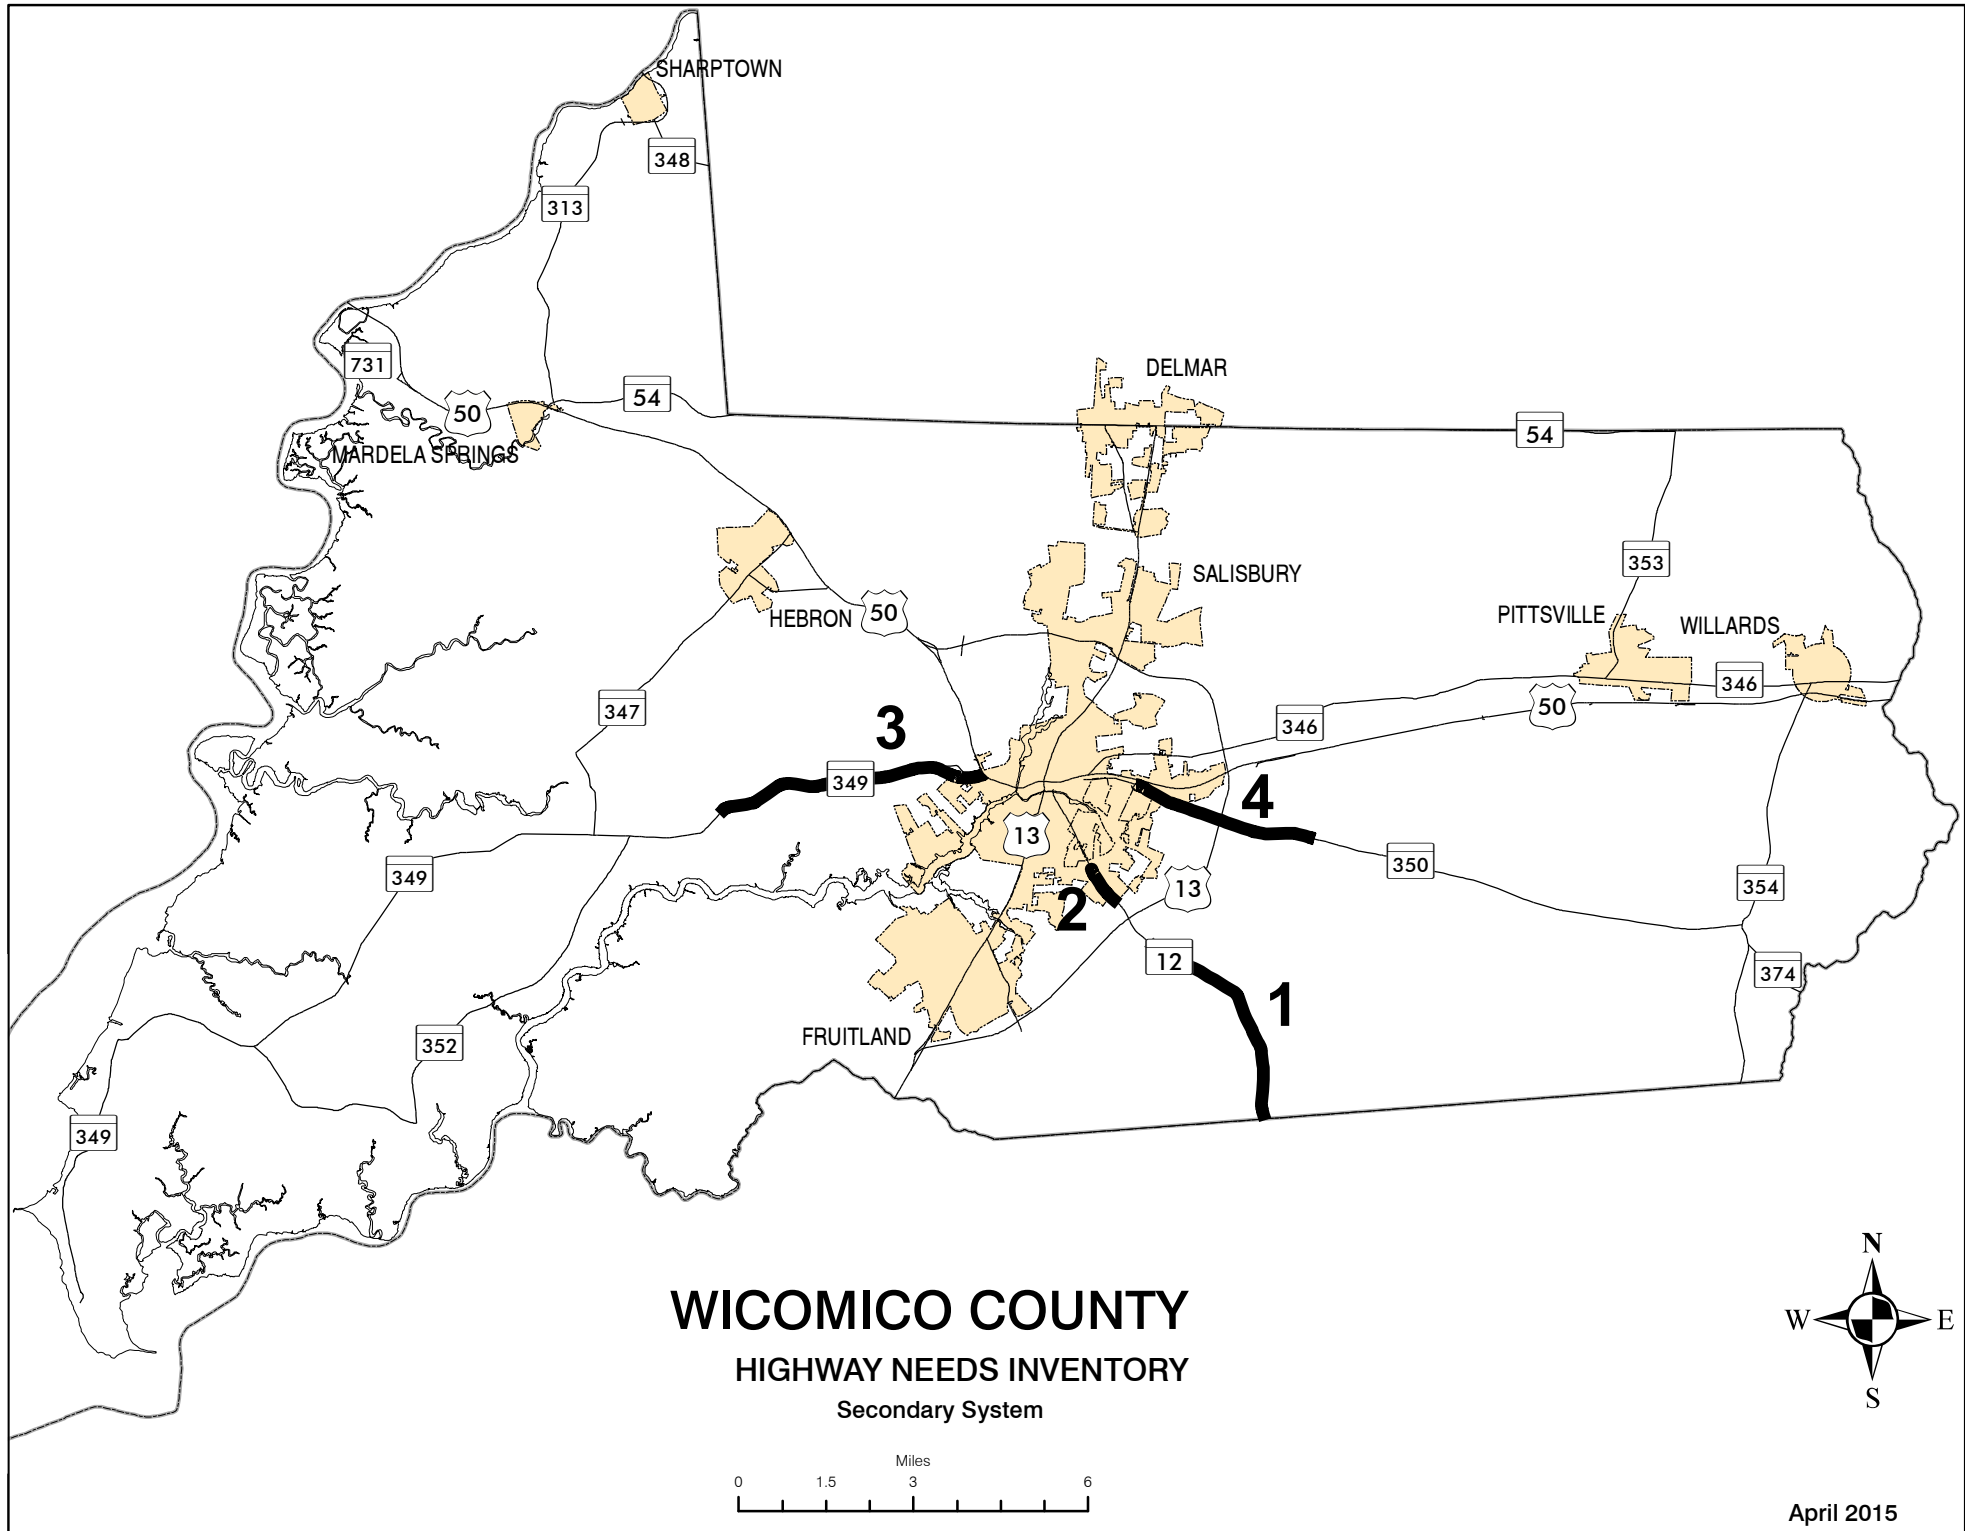 SHARPTOWN
348
313
DELMAR
731
54
50
54
MARDELA SPRINGS
353
SALISBURY
HEBRON
50
PITTSVILLE
WILLARDS
347
346
50
346
3
349
4
13
350
349
13
354
2
12
374
1
FRUITLAND
352
349
WICOMICO COUNTY
HIGHWAY NEEDS INVENTORY
Secondary System
N
W
E
S
Miles
0 1.5 3 6
April 2015